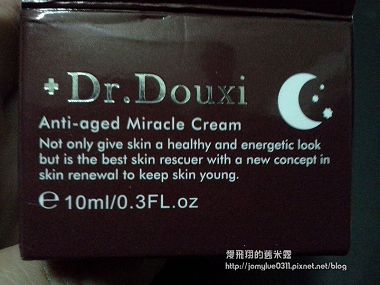 Dr.Douxi
Anti-aged Miracle Cream
Not only give skin a healthy and energetic look
but is the best skin rescuer with a new concept in
skin renewal to keep skin young.
℮10ml/0.3FL.oz
愛飛翔的舊米露
http://jomylue0311.pixnet.net/blog